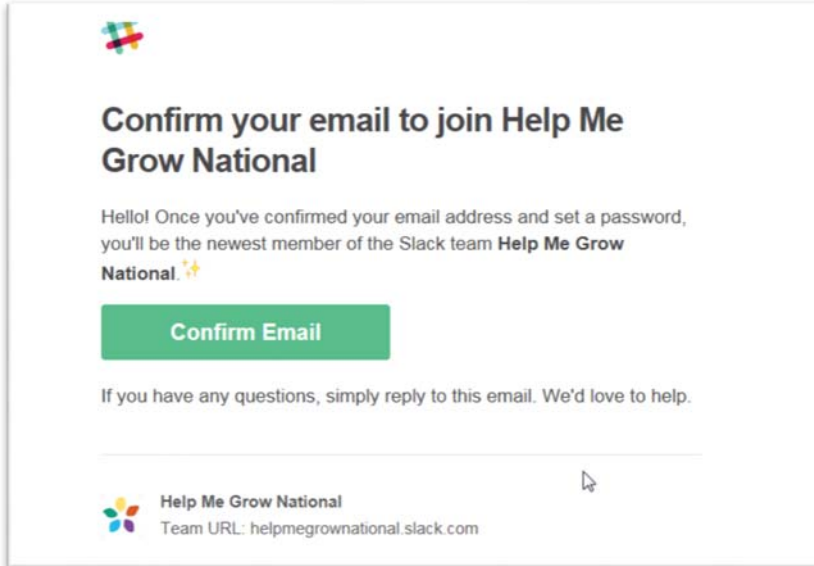 Confirm your email to join Help Me
Grow National
Hello! Once you've confirmed your email address and set a password,
you'll be the newest member of the Slack team Help Me Grow
National.✨
Confirm Email
If you have any questions, simply reply to this email. We'd love to help.
Help Me Grow National
Team URL: helpmegrownational.slack.com